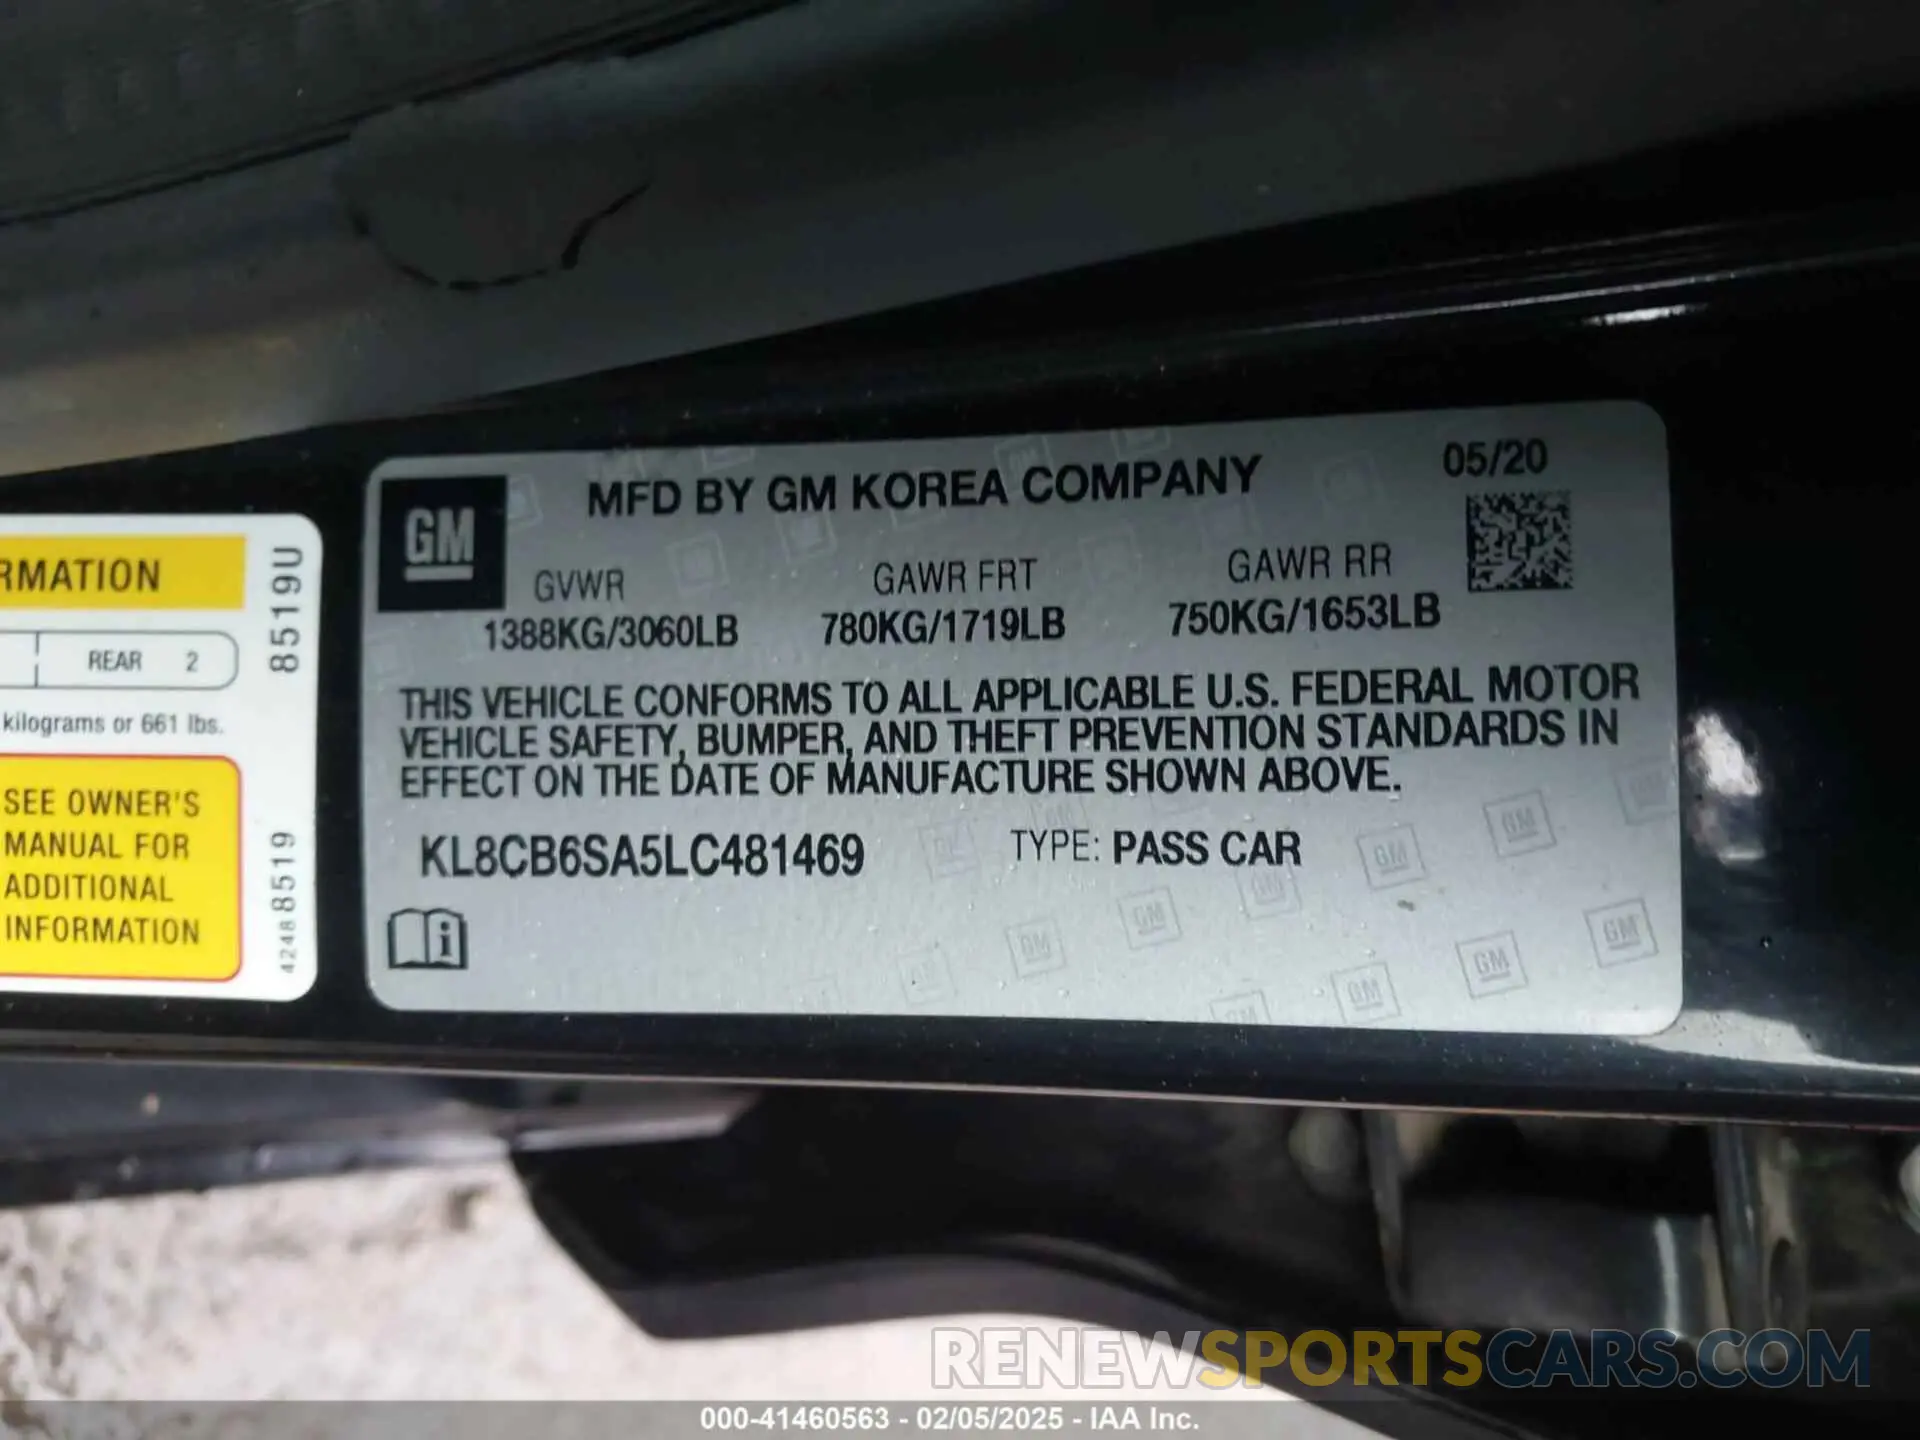 RMATION
REAR 2
kilograms or 661 lbs.
SEE OWNER'S
MANUAL FOR
ADDITIONAL
INFORMATION
8519U
42488519
GM
MFD BY GM KOREA COMPANY
05/20
GVWR GAWR FRT GAWR RR
1388KG/3060LB 780KG/1719LB 750KG/1653LB
THIS VEHICLE CONFORMS TO ALL APPLICABLE U.S. FEDERAL MOTOR
VEHICLE SAFETY, BUMPER, AND THEFT PREVENTION STANDARDS IN
EFFECT ON THE DATE OF MANUFACTURE SHOWN ABOVE.
KL8CB6SA5LC481469 TYPE: PASS CAR
RENEWSPORTSCARS.COM
000-41460563 - 02/05/2025 - IAA Inc.